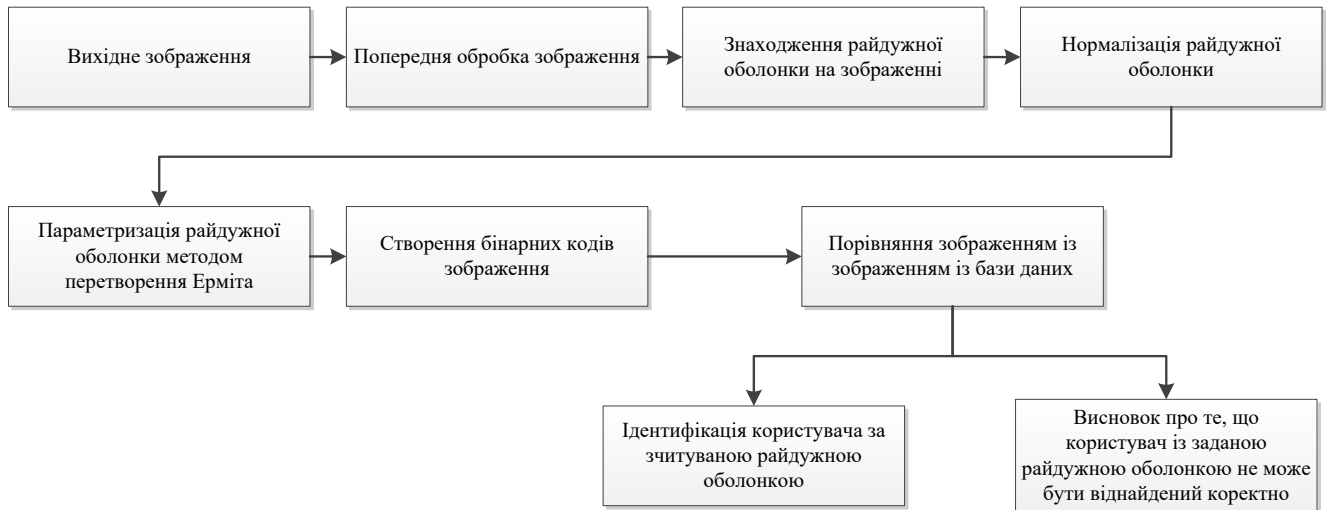 Вихідне зображення
Попередня обробка зображення
Знаходження райдужної
оболонки на зображенні
Нормалізація райдужної
оболонки
Параметризація райдужної
оболонки методом
перетворення Ерміта
Створення бінарних кодів
зображення
Порівняння зображенням із
зображенням із бази даних
Ідентифікація користувача за
зчитуваною райдужною
оболонкою
Висновок про те, що
користувач із заданою
райдужною оболонкою не може
бути віднайдений коректно